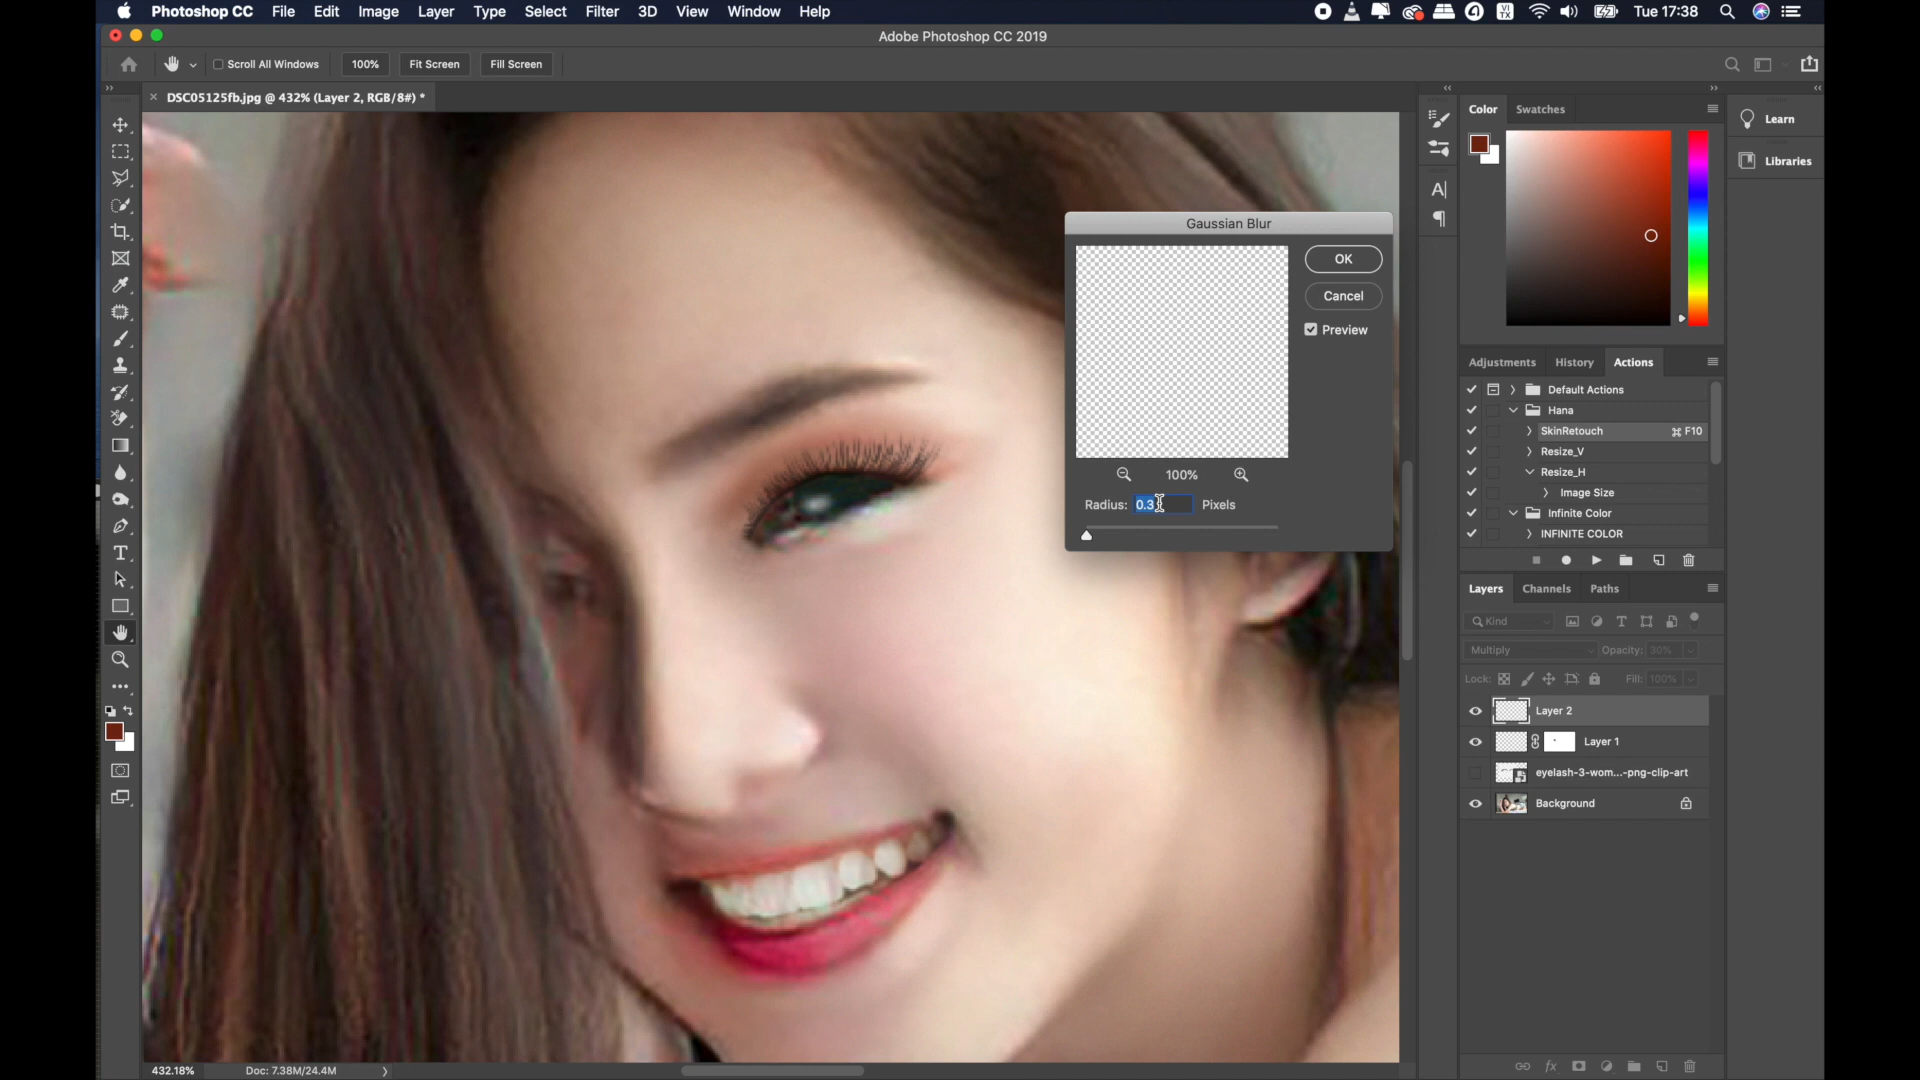 Photoshop CC File Edit Image Layer Type Select Filter 3D View Window Help VI TX Tue 17:38
Adobe Photoshop CC 2019
Scroll All Windows 100% Fit Screen Fill Screen
DSC05125fb.jpg @ 432% (Layer 2, RGB/8#) *
Color Swatches
Learn
Libraries
Gaussian Blur
OK
Cancel
Preview
100%
Radius: 0.3 Pixels
Adjustments History Actions
Default Actions
Hana
SkinRetouch ⌘ F10
Resize_V
Resize_H
Image Size
Infinite Color
INFINITE COLOR
Layers Channels Paths
Kind
Multiply Opacity: 30%
Lock: Fill: 100%
Layer 2
Layer 1
eyelash-3-wom...-png-clip-art
Background
432.18% Doc: 7.38M/24.4M